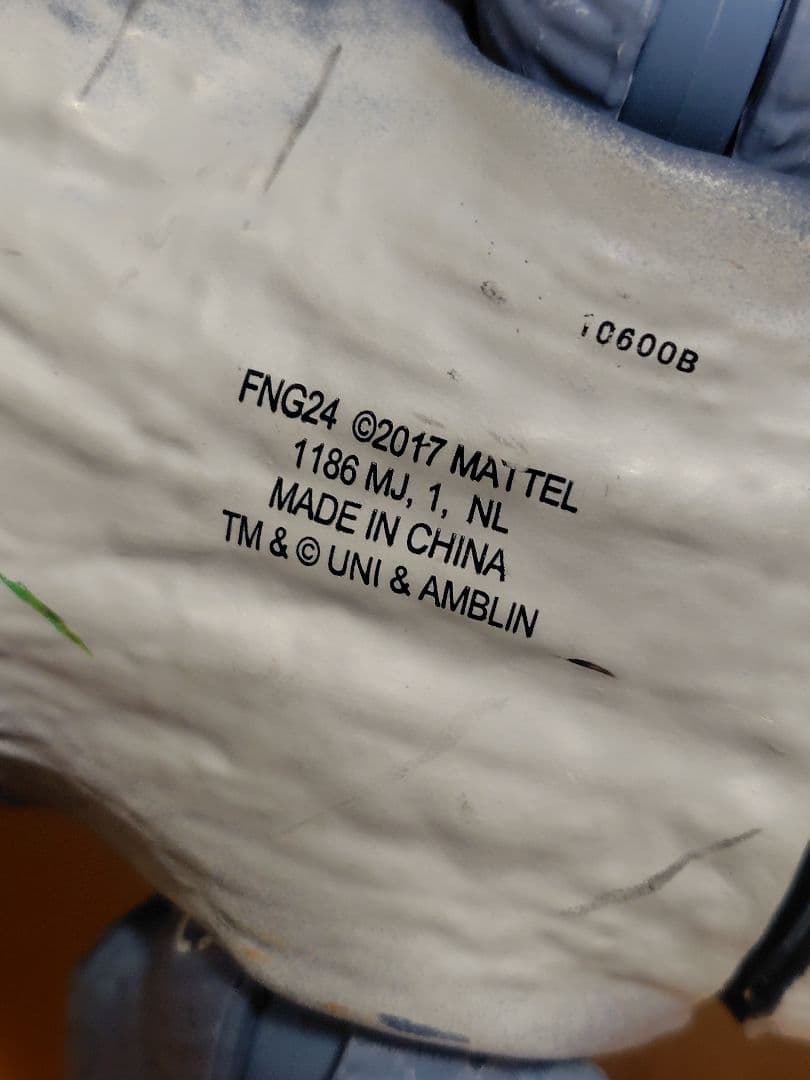 10600B
FNG24 ©2017 MATTEL
1186 MJ, 1, NL
MADE IN CHINA
TM & © UNI & AMBLIN